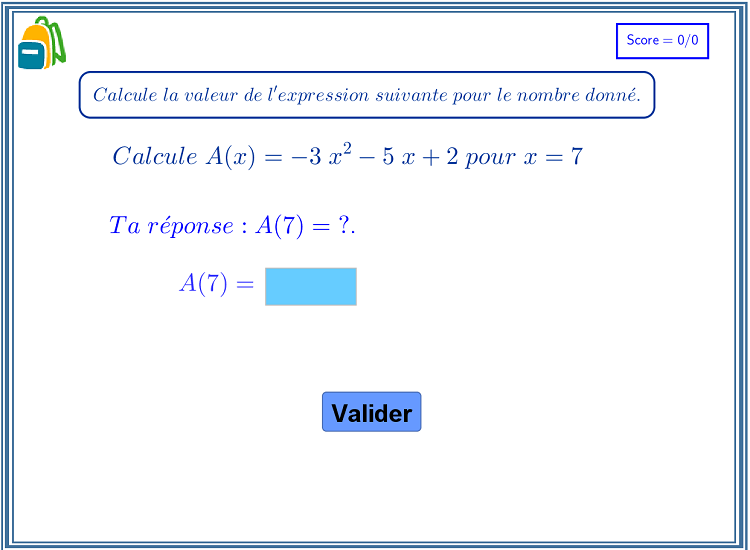 Score = 0/0
Calcule la valeur de l'expression suivante pour le nombre donné.
Calcule A(x) = −3 x² − 5 x + 2 pour x = 7
Ta réponse : A(7) = ?.
A(7) =
Valider